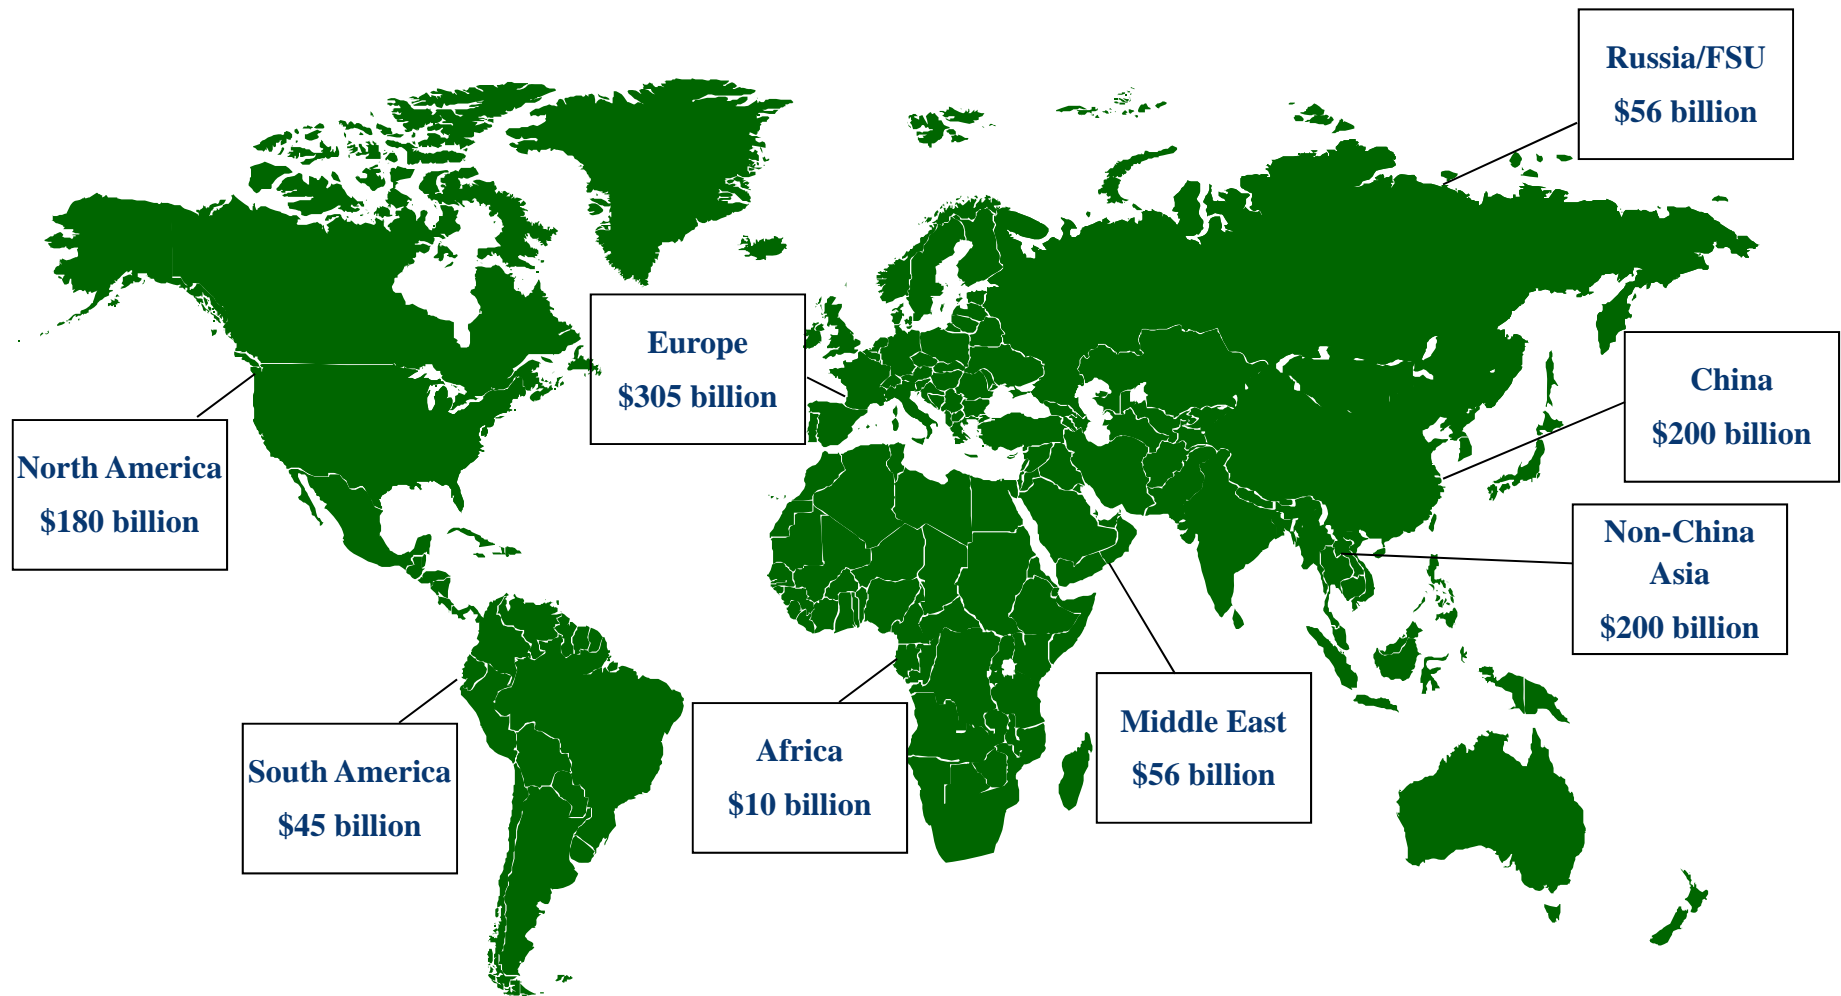 Russia/FSU
$56 billion
Europe
$305 billion
China
$200 billion
North America
$180 billion
Non-China
Asia
$200 billion
Middle East
$56 billion
Africa
$10 billion
South America
$45 billion